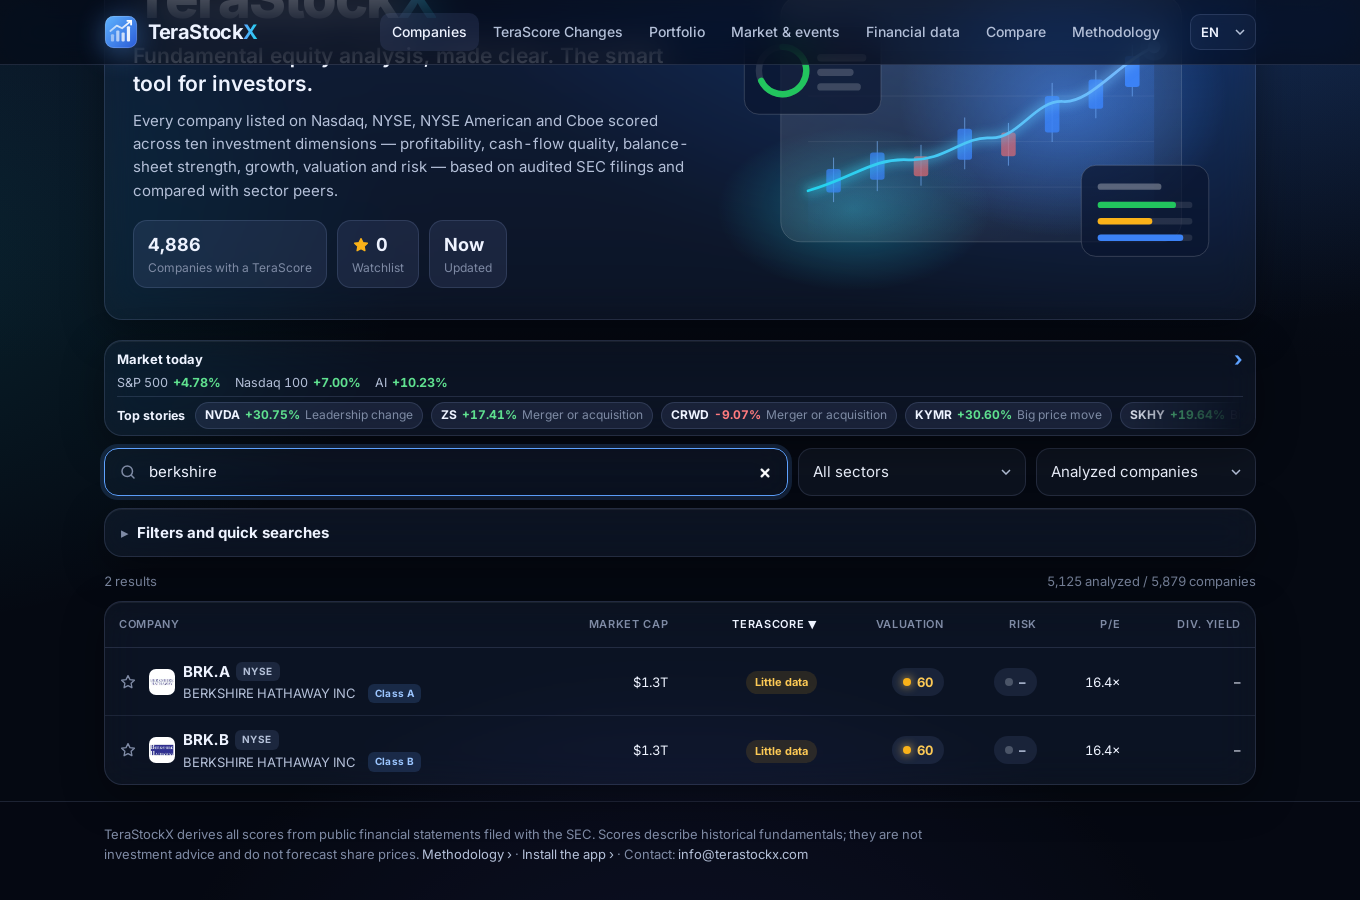 TeraStockX
Companies
TeraScore Changes
Portfolio
Market & events
Financial data
Compare
Methodology
EN
TeraStockX
Fundamental equity analysis, made clear. The smart
tool for investors.
Every company listed on Nasdaq, NYSE, NYSE American and Cboe scored
across ten investment dimensions — profitability, cash-flow quality, balance-
sheet strength, growth, valuation and risk — based on audited SEC filings and
compared with sector peers.
4,886
Companies with a TeraScore
0
Watchlist
Now
Updated
Market today
S&P 500 +4.78% Nasdaq 100 +7.00% AI +10.23%
Top stories NVDA +30.75% Leadership change ZS +17.41% Merger or acquisition CRWD -9.07% Merger or acquisition KYMR +30.60% Big price move SKHY +19.64%
berkshire
All sectors
Analyzed companies
Filters and quick searches
2 results
5,125 analyzed / 5,879 companies
COMPANY MARKET CAP TERASCORE ▼ VALUATION RISK P/E DIV. YIELD
BRK.A NYSE
BERKSHIRE HATHAWAY INC Class A
$1.3T Little data 60 – 16.4× –
BRK.B NYSE
BERKSHIRE HATHAWAY INC Class B
$1.3T Little data 60 – 16.4× –
TeraStockX derives all scores from public financial statements filed with the SEC. Scores describe historical fundamentals; they are not
investment advice and do not forecast share prices. Methodology › · Install the app › · Contact: info@terastockx.com